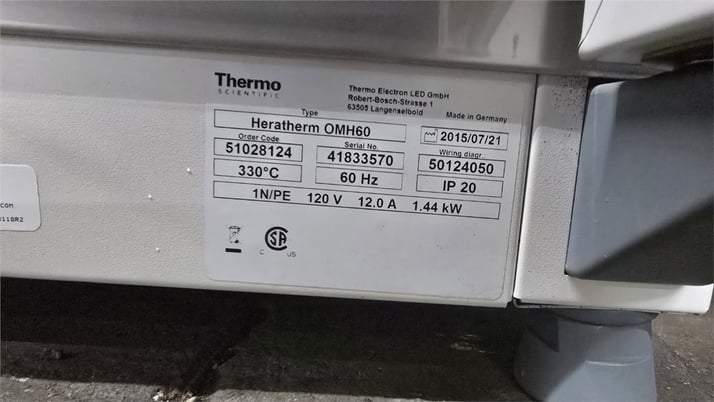 Thermo
SCIENTIFIC
Thermo Electron LED GmbH
Robert-Bosch-Strasse 1
63505 Langenselbold
Made in Germany
Type
Heratherm OMH60
2015/07/21
Order Code
Serial No.
Wiring diagr.
51028124
41833570
50124050
330°C
60 Hz
IP 20
1N/PE 120 V 12.0 A 1.44 kW
C
SA
US
COM